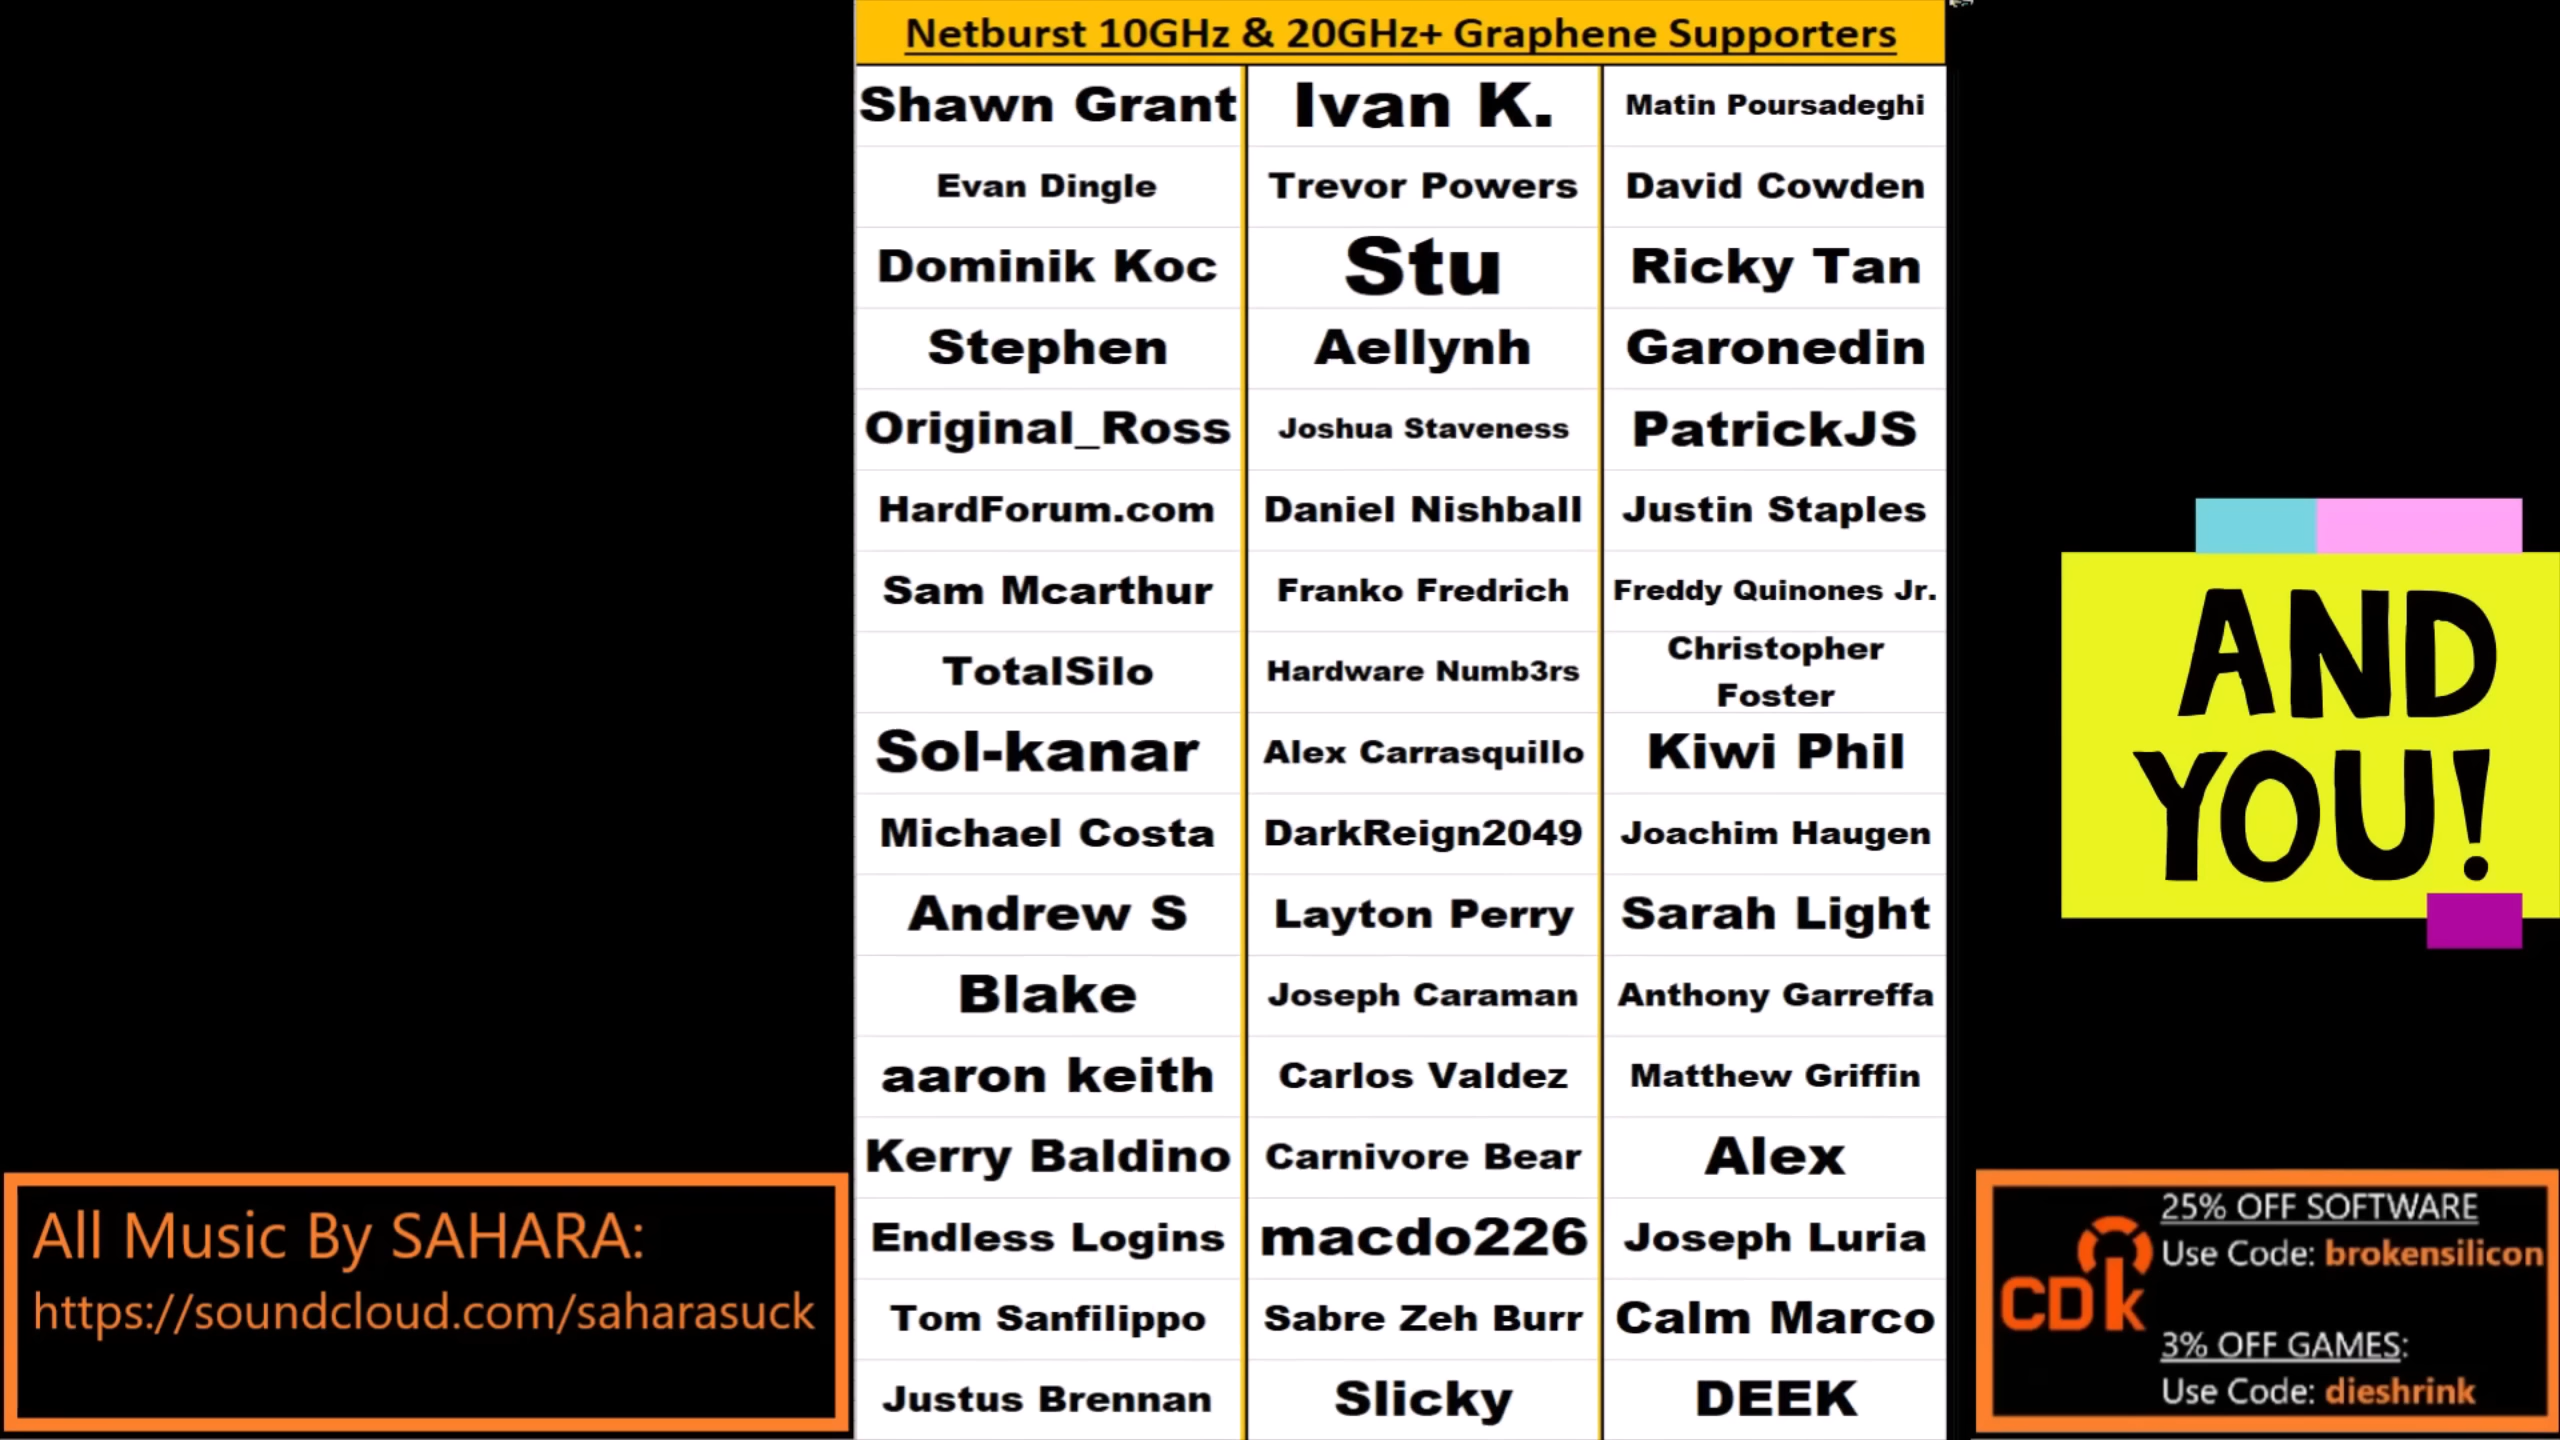 Netburst 10GHz & 20GHz+ Graphene Supporters
Shawn Grant Ivan K. Matin Poursadeghi
Evan Dingle Trevor Powers David Cowden
Dominik Koc Stu Ricky Tan
Stephen Aellynh Garonedin
Original_Ross Joshua Staveness PatrickJS
HardForum.com Daniel Nishball Justin Staples
Sam Mcarthur Franko Fredrich Freddy Quinones Jr.
TotalSilo Hardware Numb3rs Christopher
Foster
Sol-kanar Alex Carrasquillo Kiwi Phil
Michael Costa DarkReign2049 Joachim Haugen
Andrew S Layton Perry Sarah Light
Blake Joseph Caraman Anthony Garreffa
aaron keith Carlos Valdez Matthew Griffin
Kerry Baldino Carnivore Bear Alex
Endless Logins macdo226 Joseph Luria
Tom Sanfilippo Sabre Zeh Burr Calm Marco
Justus Brennan Slicky DEEK
AND
YOU!
All Music By SAHARA:
https://soundcloud.com/saharasuck
CDk
25% OFF SOFTWARE
Use Code: brokensilicon
3% OFF GAMES:
Use Code: dieshrink